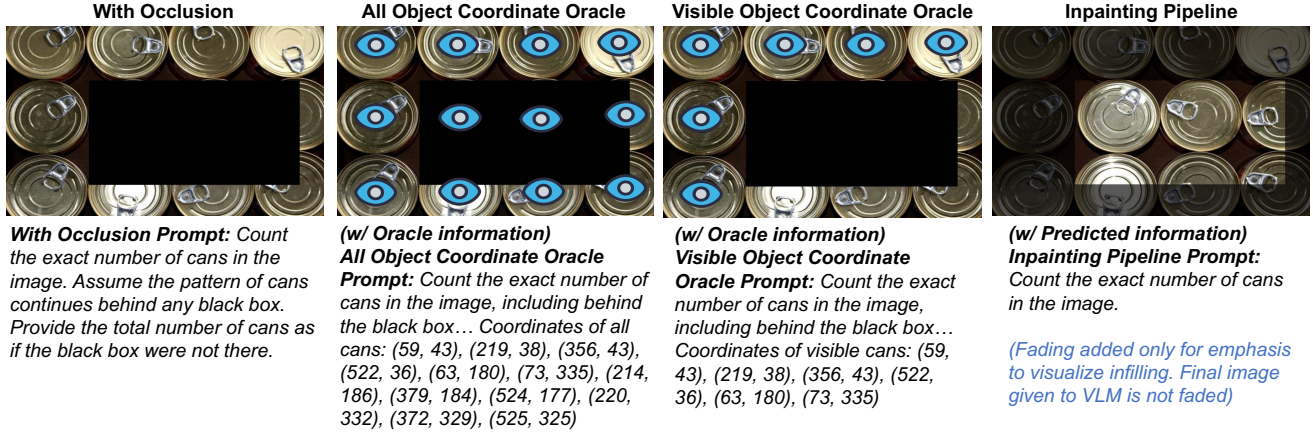 With Occlusion
All Object Coordinate Oracle
Visible Object Coordinate Oracle
Inpainting Pipeline
With Occlusion Prompt: Count
the exact number of cans in the
image. Assume the pattern of cans
continues behind any black box.
Provide the total number of cans as
if the black box were not there.
(w/ Oracle information)
All Object Coordinate Oracle
Prompt: Count the exact number of
cans in the image, including behind
the black box… Coordinates of all
cans: (59, 43), (219, 38), (356, 43),
(522, 36), (63, 180), (73, 335), (214,
186), (379, 184), (524, 177), (220,
332), (372, 329), (525, 325)
(w/ Oracle information)
Visible Object Coordinate
Oracle Prompt: Count the exact
number of cans in the image,
including behind the black box…
Coordinates of visible cans: (59,
43), (219, 38), (356, 43), (522,
36), (63, 180), (73, 335)
(w/ Predicted information)
Inpainting Pipeline Prompt:
Count the exact number of cans
in the image.
(Fading added only for emphasis
to visualize infilling. Final image
given to VLM is not faded)